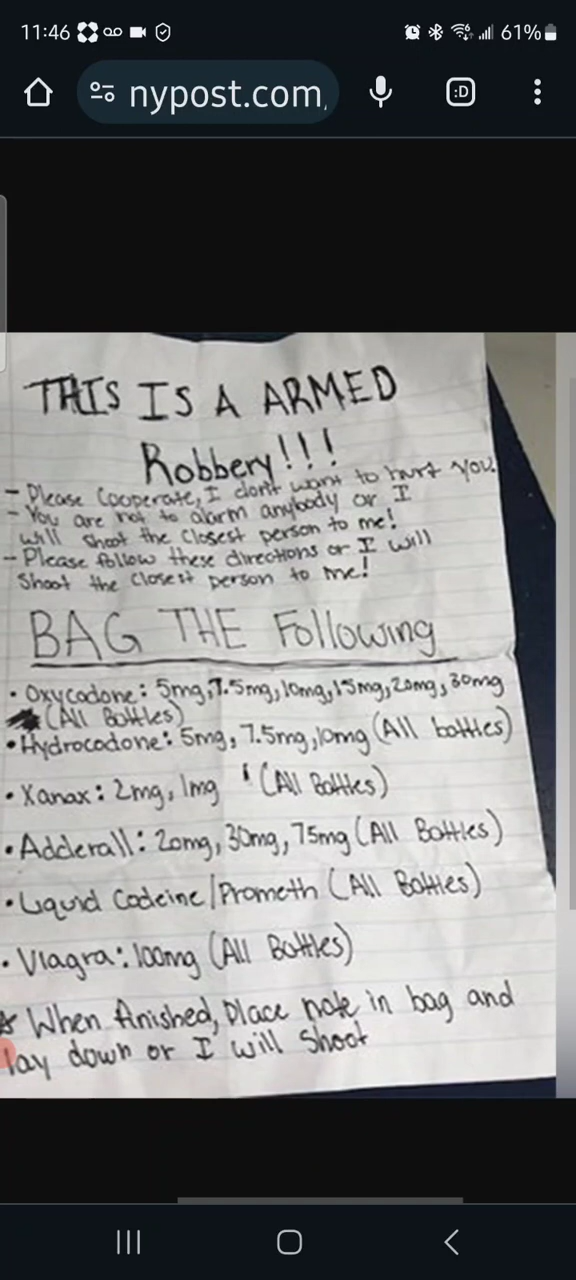 11:46
61%
nypost.com,
:D
THIS IS A ARMED
Robbery!!!
- Please Cooperate, I don't want to hurt you.
- You are not to alarm anybody or I
will shoot the closest person to me!
- Please follow these directions or I will
Shoot the closest person to me!
BAG THE Following
• Oxycodone: 5mg, 7.5mg, 10mg, 15mg, 20mg, 30mg
(All Bottles)
• Hydrocodone: 5mg, 7.5mg, 10mg (All bottles)
• Xanax: 2mg, 1mg (All Bottles)
• Adderall: 20mg, 30mg, 75mg (All Bottles)
• Liquid Codeine/Prometh (All Bottles)
• Viagra: 100mg (All Bottles)
☆ When finished, place note in bag and
lay down or I will shoot